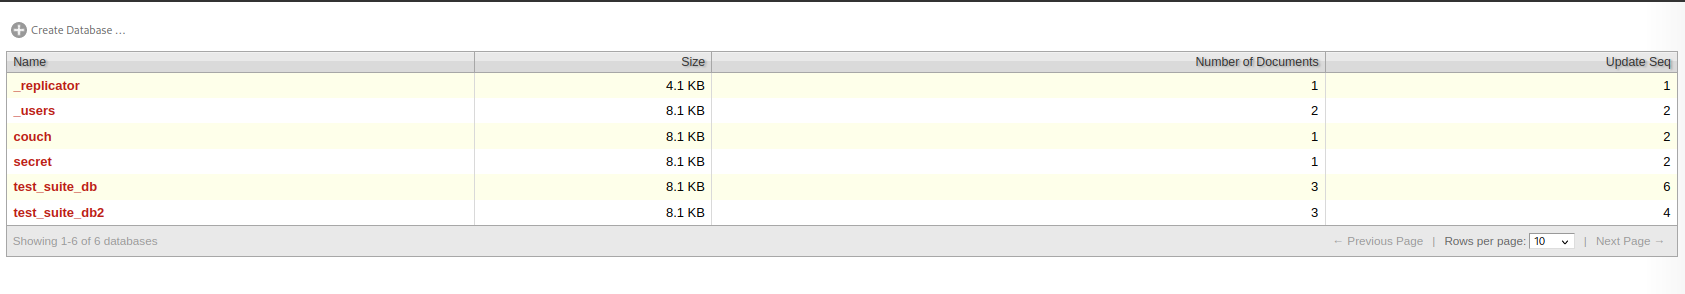 Create Database ...
Name Size Number of Documents Update Seq
_replicator 4.1 KB 1 1
_users 8.1 KB 2 2
couch 8.1 KB 1 2
secret 8.1 KB 1 2
test_suite_db 8.1 KB 3 6
test_suite_db2 8.1 KB 3 4
Showing 1-6 of 6 databases ← Previous Page | Rows per page: 10 | Next Page →